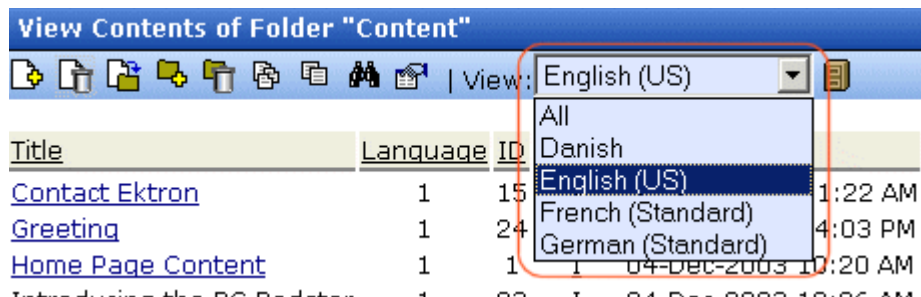 View Contents of Folder "Content"
| View: English (US)
All
Title Language ID Danish
English (US)
Contact Ektron 1 15 1:22 AM
French (Standard)
Greeting 1 24 4:03 PM
German (Standard)
Home Page Content 1 1 I 04-Dec-2003 10:20 AM